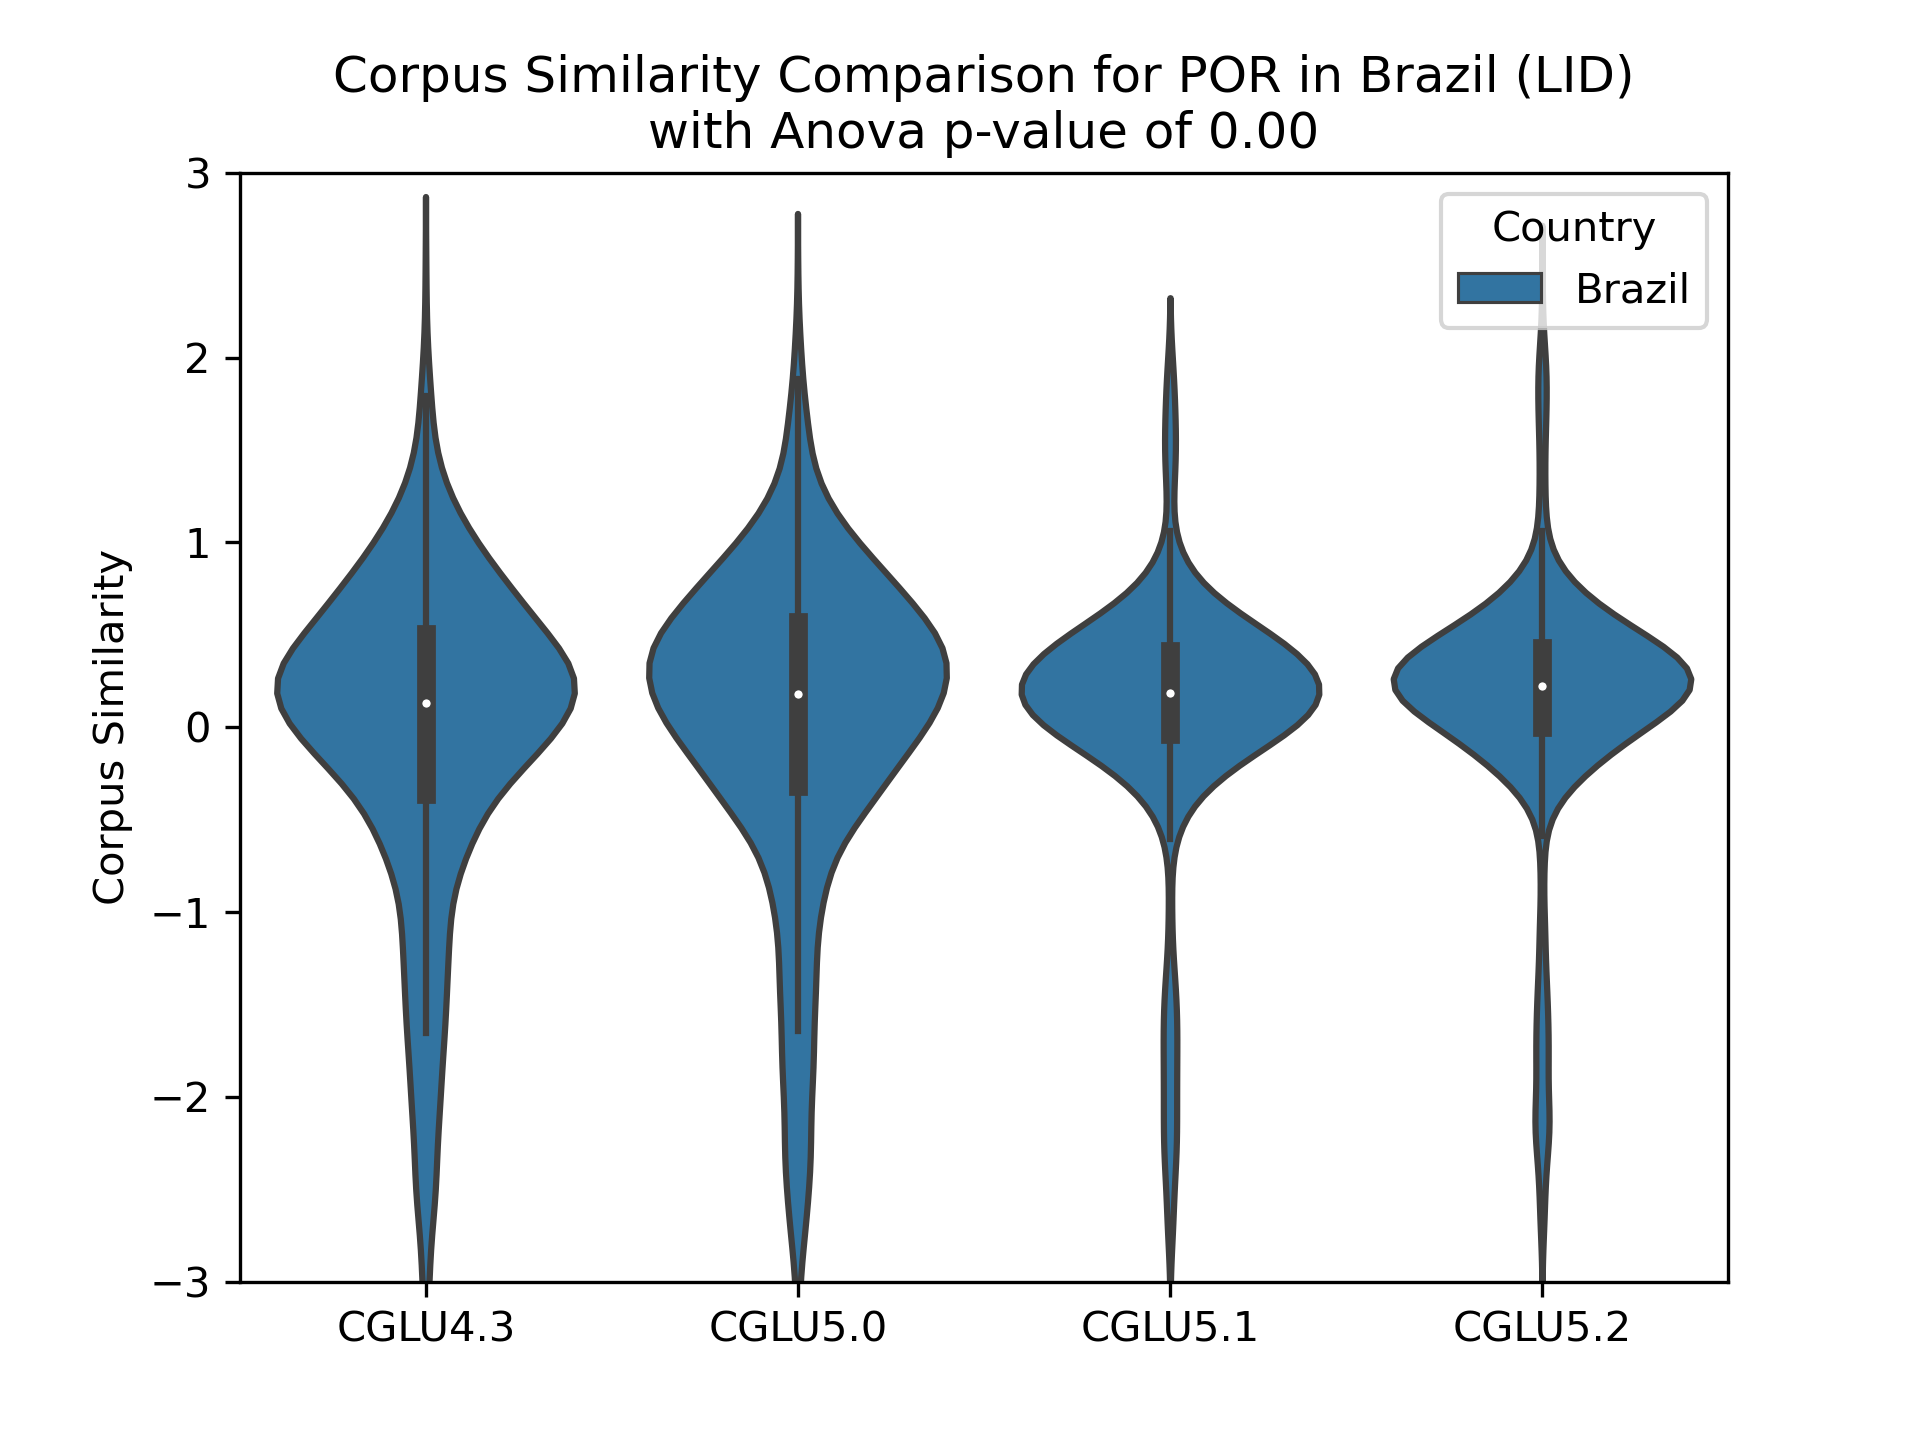 Corpus Similarity Comparison for POR in Brazil (LID)
with Anova p-value of 0.00
Country
Brazil
Corpus Similarity
3
2
1
0
−1
−2
−3
CGLU4.3 CGLU5.0 CGLU5.1 CGLU5.2